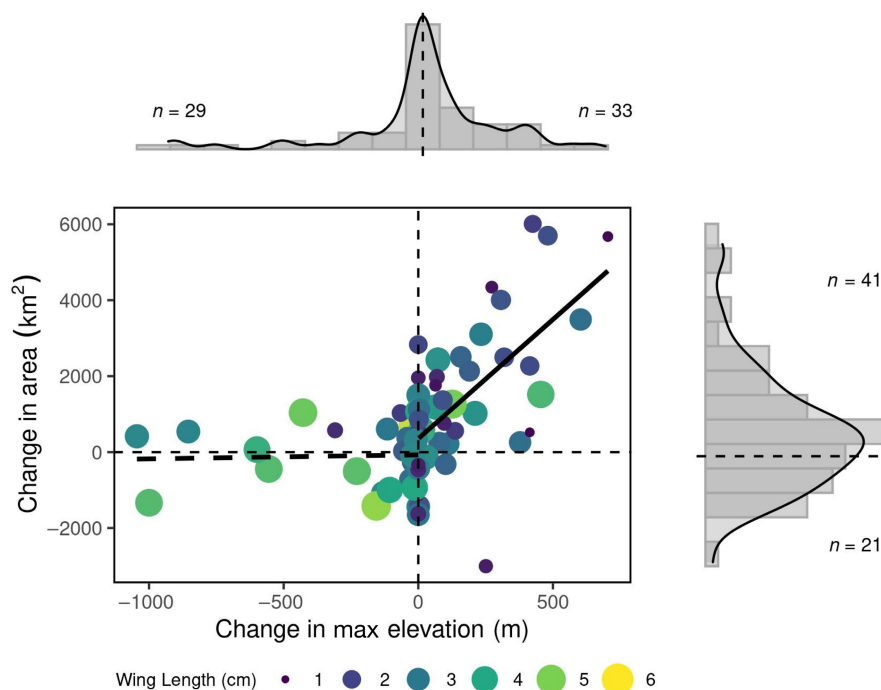 n = 29
n = 33
6000
4000
2000
0
−2000
Change in area (km²)
n = 41
n = 21
−1000 −500 0 500
Change in max elevation (m)
Wing Length (cm) 1 2 3 4 5 6